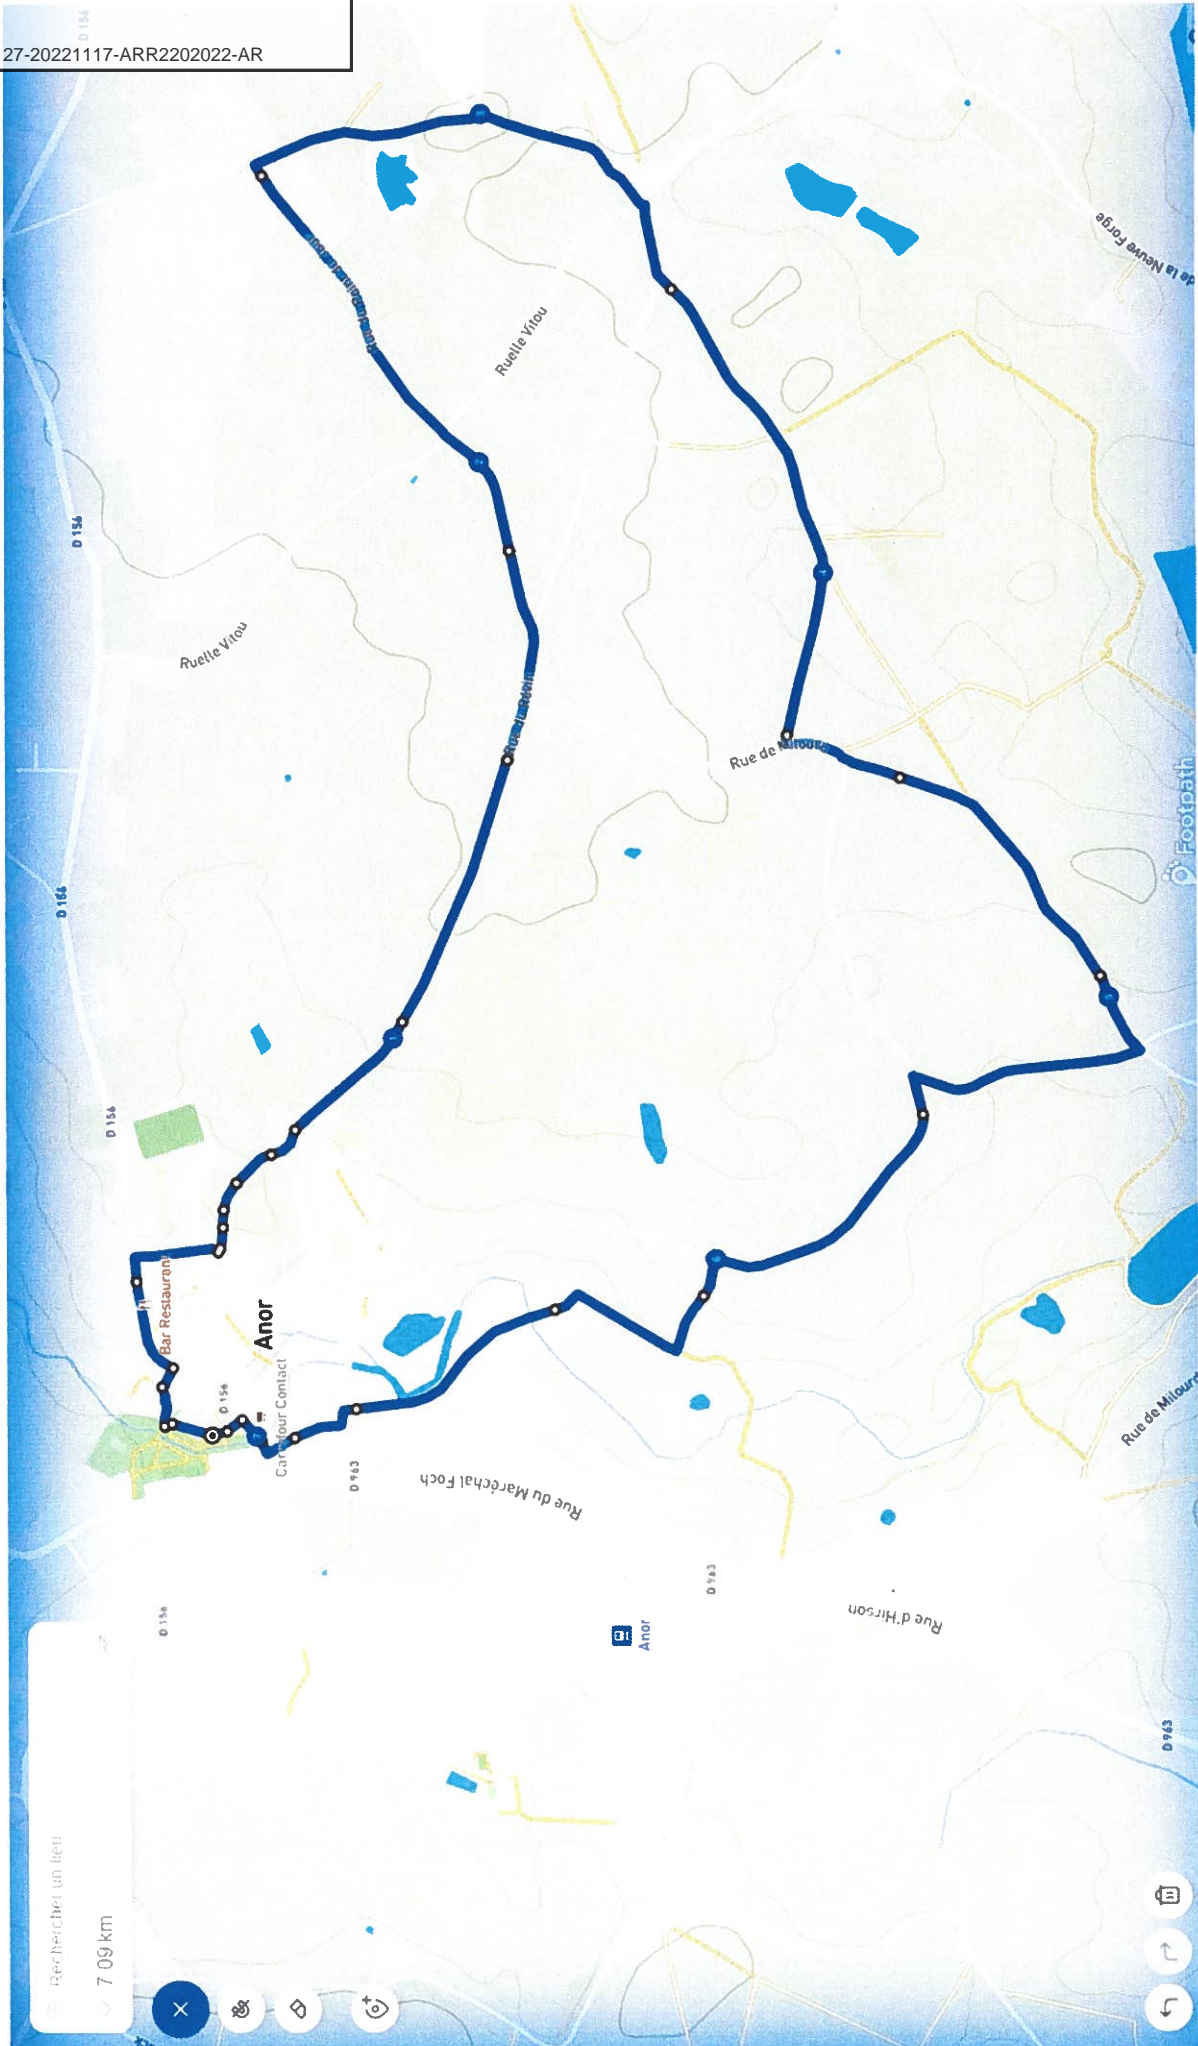 27-20221117-ARR2202022-AR
D 156
Rechercher un lieu
7 09 km
D 156
D 156
D 156
D 156
D 156
Bar Restaurant
Anor
Carrefour Contact
D 963
Rue du Maréchal Foch
Ruelle Vitou
Ruelle Vitou
Rue de Milourd
Anor
D 963
Rue d'Hirson
de la Neuve Forge
Footpath
Rue de Milourd
D 963